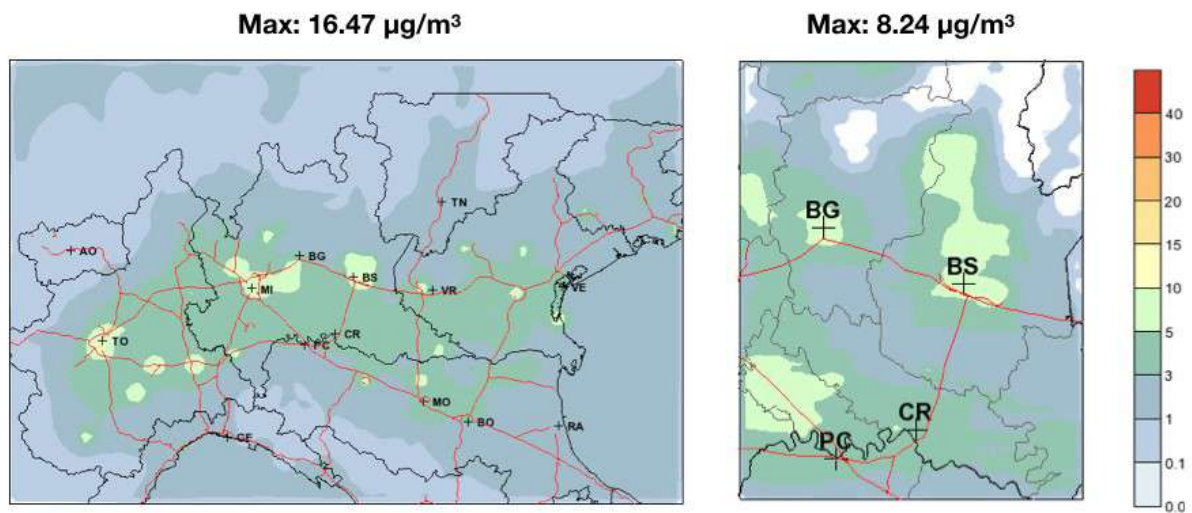 Max: 16.47 µg/m³
Max: 8.24 µg/m³
TN
AO
BG
BS
MI
VR
VE
TO
CR
PC
MO
BO
RA
GE
BG
BS
CR
PC
40
30
20
15
10
5
3
1
0.1
0.0